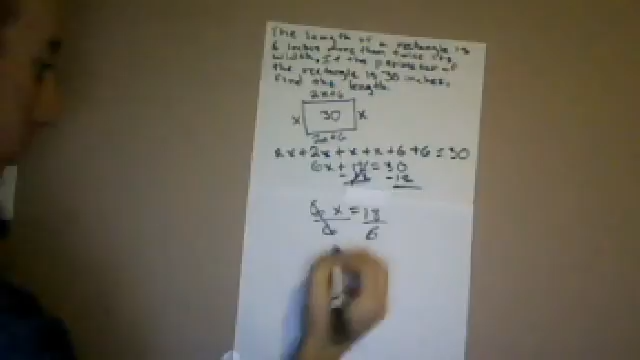 The length of a rectangle is
6 inches more than twice its
width. If the perimeter of
the rectangle is 30 inches,
find the length.
2x+6
x 30 x
2x+6
2x+2x+x+x+6+6=30
6x+12=30
-12 -12
6x=18
6 6